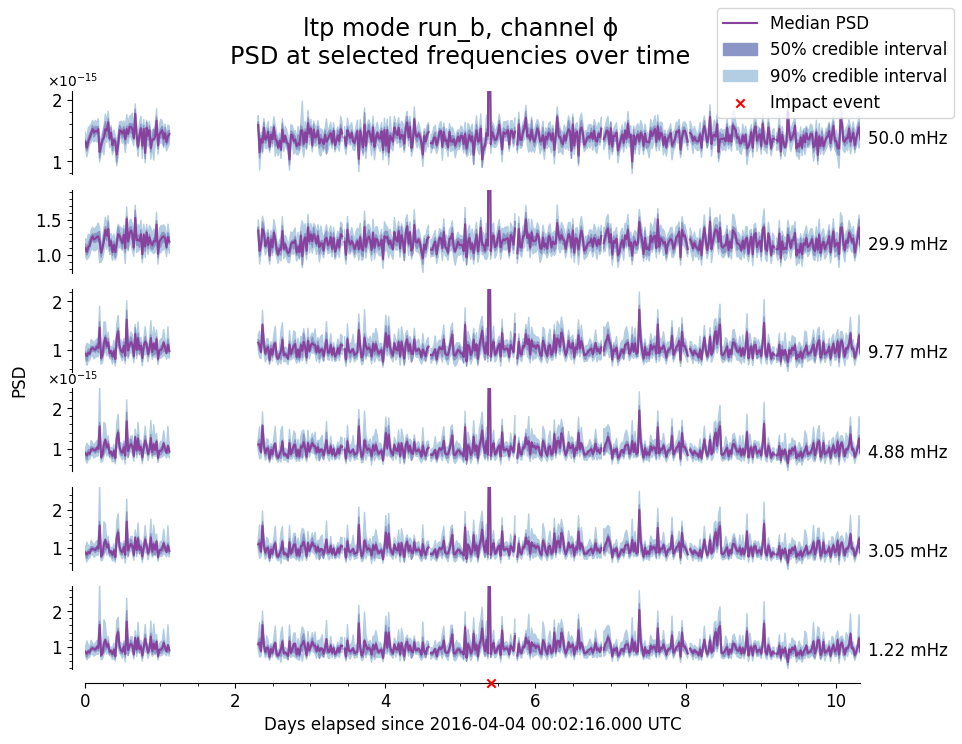 ltp mode run_b, channel ϕ
PSD at selected frequencies over time
Median PSD
50% credible interval
90% credible interval
Impact event
×10⁻¹⁵
2
1
50.0 mHz
1.5
1.0
29.9 mHz
2
1
9.77 mHz
PSD
×10⁻¹⁵
2
1
4.88 mHz
2
1
3.05 mHz
2
1
1.22 mHz
0 2 4 6 8 10
Days elapsed since 2016-04-04 00:02:16.000 UTC